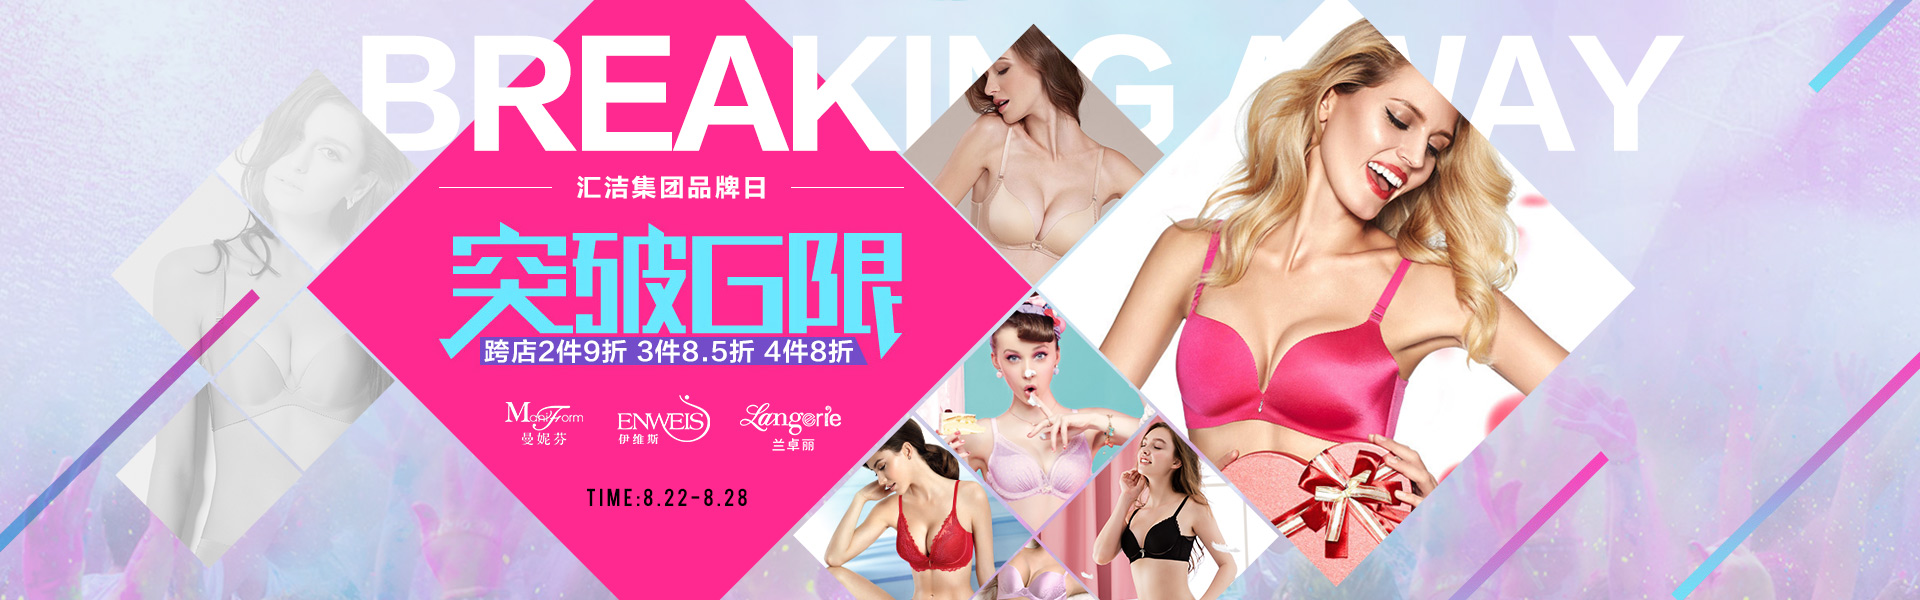 BREAKING AWAY
汇洁集团品牌日
突破G限
跨店2件9折 3件8.5折 4件8折
ManiForm
曼妮芬
ENWEIS
伊维斯
Langerie
兰卓丽
TIME:8.22-8.28